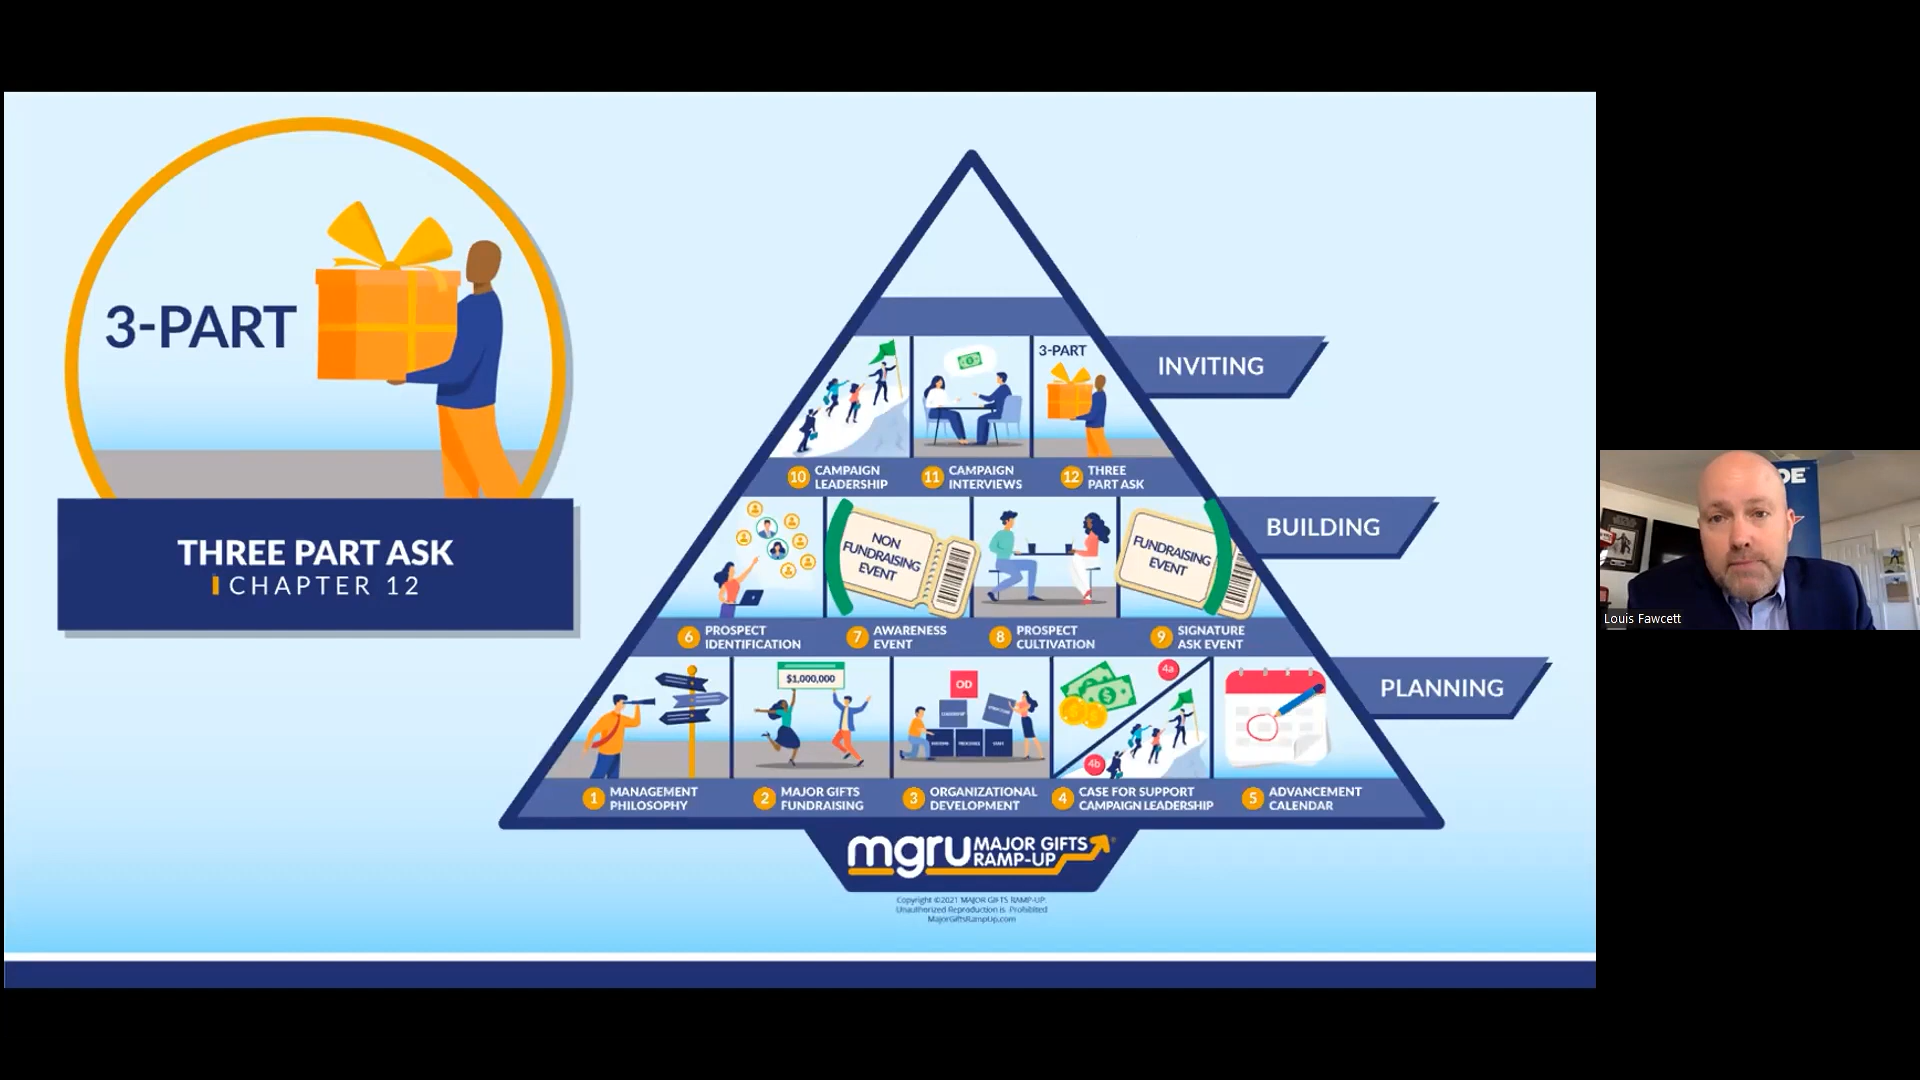 3-PART
THREE PART ASK
CHAPTER 12
3-PART
INVITING
10 CAMPAIGN
LEADERSHIP
11 CAMPAIGN
INTERVIEWS
12 THREE
PART ASK
NON
FUNDRAISING
EVENT
FUNDRAISING
EVENT
BUILDING
6 PROSPECT
IDENTIFICATION
7 AWARENESS
EVENT
8 PROSPECT
CULTIVATION
9 SIGNATURE
ASK EVENT
$1,000,000
OD
4a
4b
PLANNING
1 MANAGEMENT
PHILOSOPHY
2 MAJOR GIFTS
FUNDRAISING
3 ORGANIZATIONAL
DEVELOPMENT
4 CASE FOR SUPPORT
CAMPAIGN LEADERSHIP
5 ADVANCEMENT
CALENDAR
mgru MAJOR GIFTS
RAMP-UP
Copyright ©2021 MAJOR GIFTS RAMP-UP
Unauthorized Reproduction is Prohibited
MajorGiftsRampUp.com
OE
Louis Fawcett